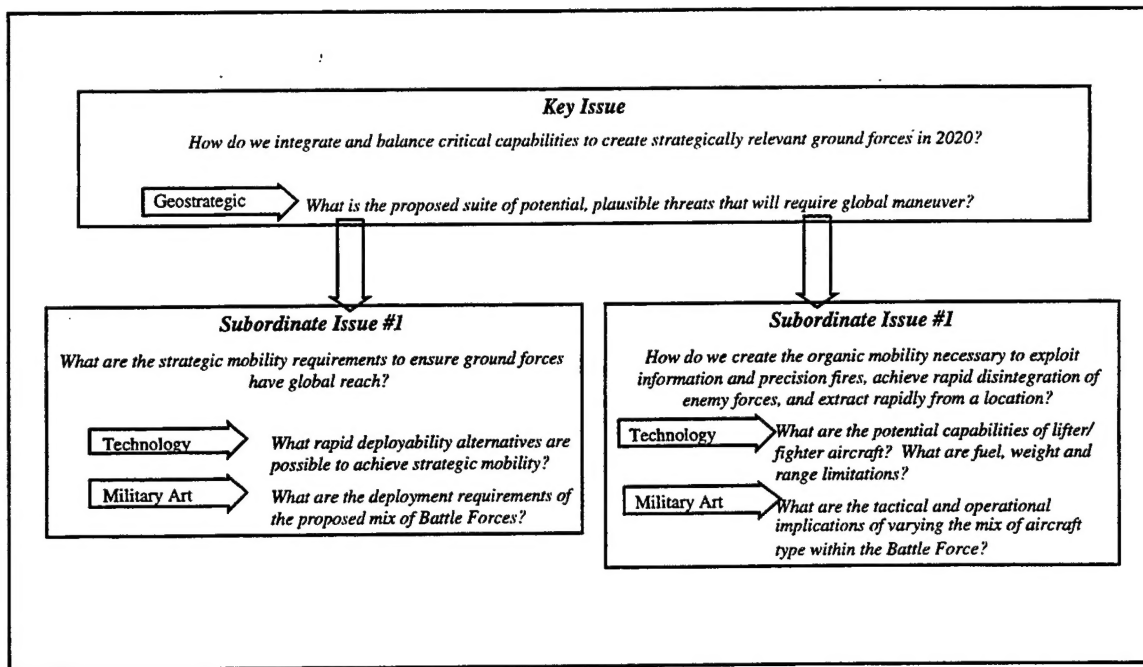 Key Issue
How do we integrate and balance critical capabilities to create strategically relevant ground forces in 2020?
Geostrategic
What is the proposed suite of potential, plausible threats that will require global maneuver?
Subordinate Issue #1
What are the strategic mobility requirements to ensure ground forces
have global reach?
Technology
What rapid deployability alternatives are
possible to achieve strategic mobility?
Military Art
What are the deployment requirements of
the proposed mix of Battle Forces?
Subordinate Issue #1
How do we create the organic mobility necessary to exploit
information and precision fires, achieve rapid disintegration of
enemy forces, and extract rapidly from a location?
Technology
What are the potential capabilities of lifter/
fighter aircraft? What are fuel, weight and
range limitations?
Military Art
What are the tactical and operational
implications of varying the mix of aircraft
type within the Battle Force?